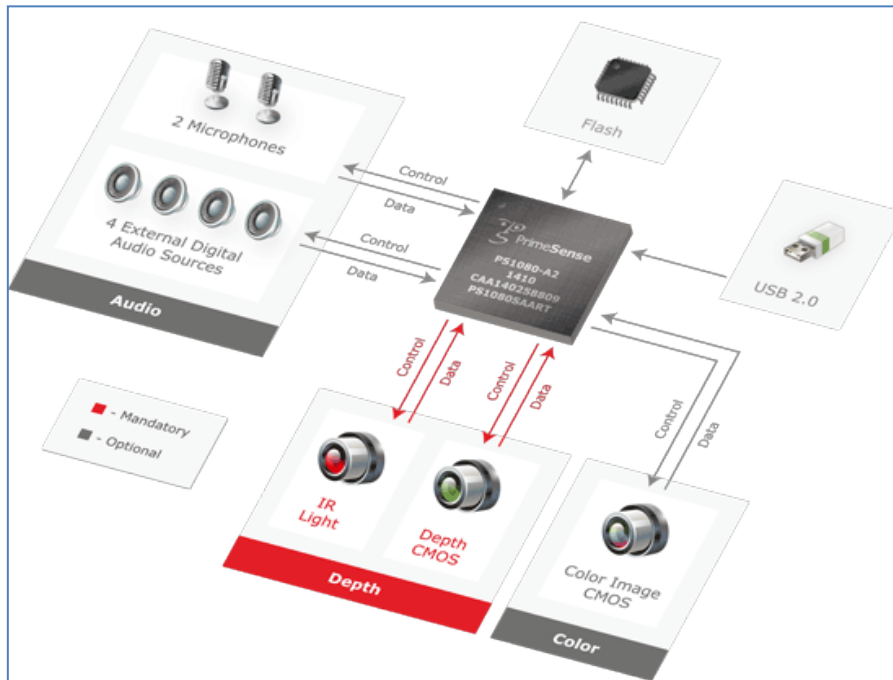 Flash
2 Microphones
Control
Data
4 External Digital
Audio Sources
Control
Data
Audio
PrimeSense
PS1080-A2
1410
CAA140258809
PS1080SAART
USB 2.0
Control
Data
Control
Data
Control
Data
- Mandatory
- Optional
IR
Light
Depth
CMOS
Depth
Color Image
CMOS
Color